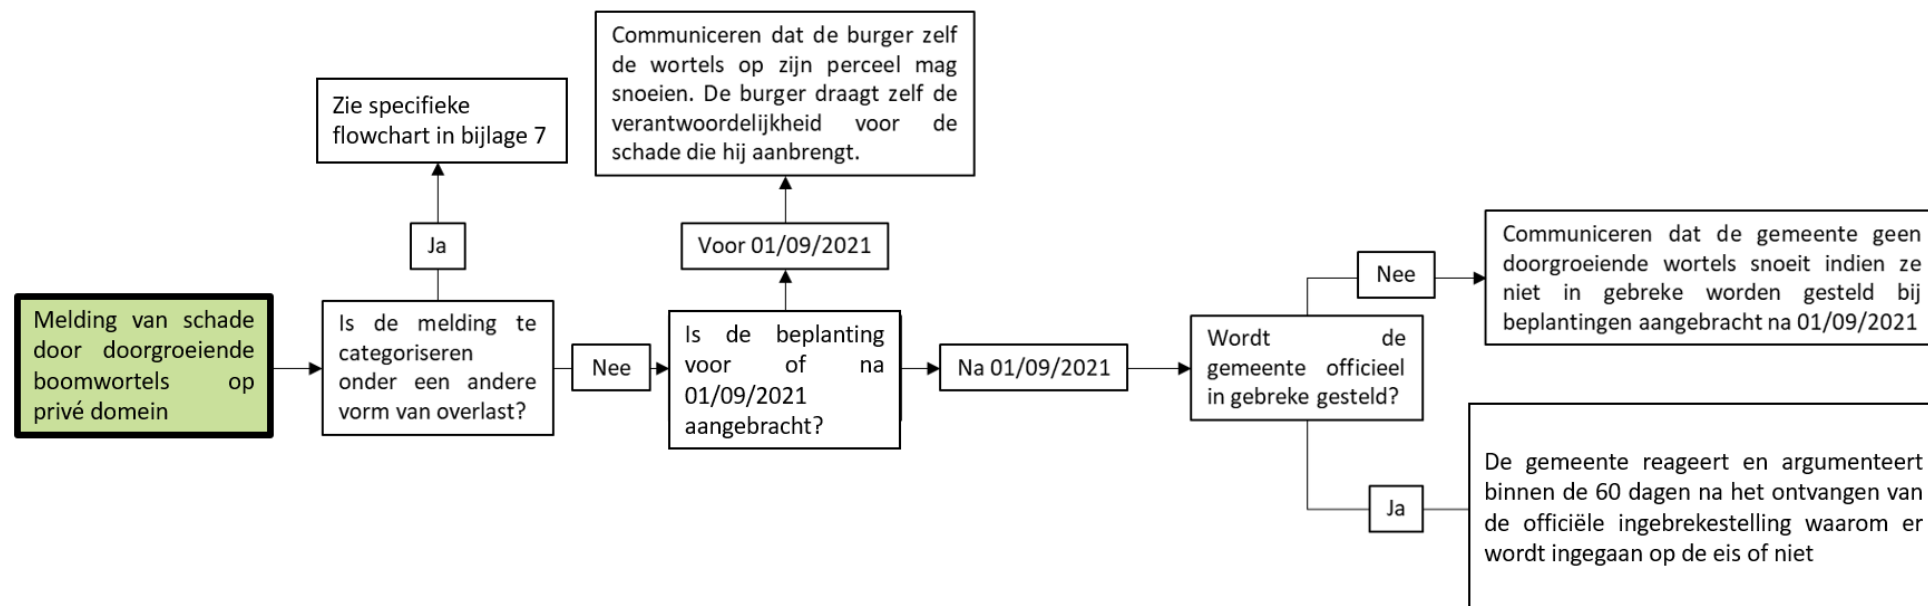 Melding van schade
door doorgroeiende
boomwortels op
privé domein
Is de melding te
categoriseren
onder een andere
vorm van overlast?
Ja
Zie specifieke
flowchart in bijlage 7
Nee
Is de beplanting
voor of na
01/09/2021
aangebracht?
Voor 01/09/2021
Communiceren dat de burger zelf
de wortels op zijn perceel mag
snoeien. De burger draagt zelf de
verantwoordelijkheid voor de
schade die hij aanbrengt.
Na 01/09/2021
Wordt de
gemeente officieel
in gebreke gesteld?
Nee
Communiceren dat de gemeente geen
doorgroeiende wortels snoeit indien ze
niet in gebreke worden gesteld bij
beplantingen aangebracht na 01/09/2021
Ja
De gemeente reageert en argumenteert
binnen de 60 dagen na het ontvangen van
de officiële ingebrekestelling waarom er
wordt ingegaan op de eis of niet